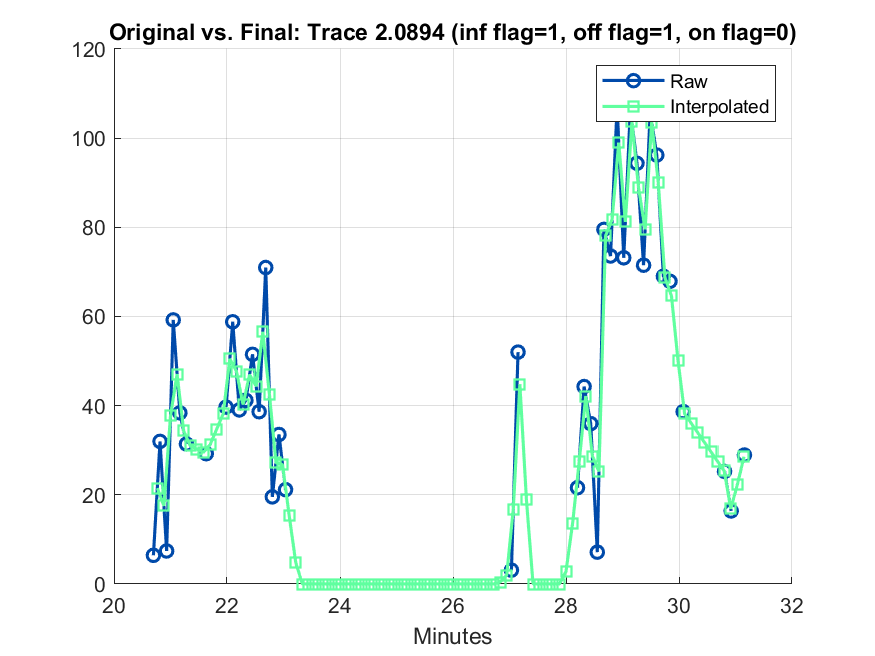 Original vs. Final: Trace 2.0894 (inf flag=1, off flag=1, on flag=0)
120
Raw
Interpolated
100
80
60
40
20
0
20 22 24 26 28 30 32
Minutes